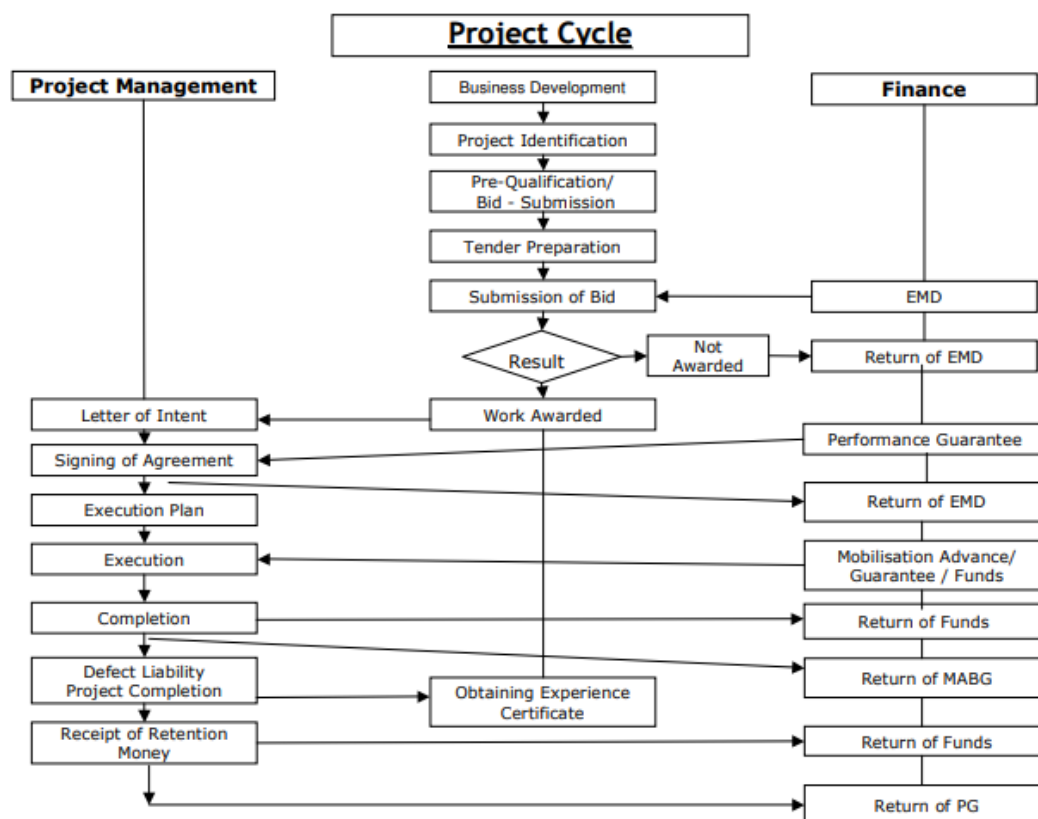 Project Cycle
Project Management
Business Development
Finance
Project Identification
Pre-Qualification/
Bid - Submission
Tender Preparation
Submission of Bid
EMD
Result
Not
Awarded
Return of EMD
Letter of Intent
Work Awarded
Performance Guarantee
Signing of Agreement
Return of EMD
Execution Plan
Execution
Mobilisation Advance/
Guarantee / Funds
Completion
Return of Funds
Defect Liability
Project Completion
Return of MABG
Obtaining Experience
Certificate
Receipt of Retention
Money
Return of Funds
Return of PG